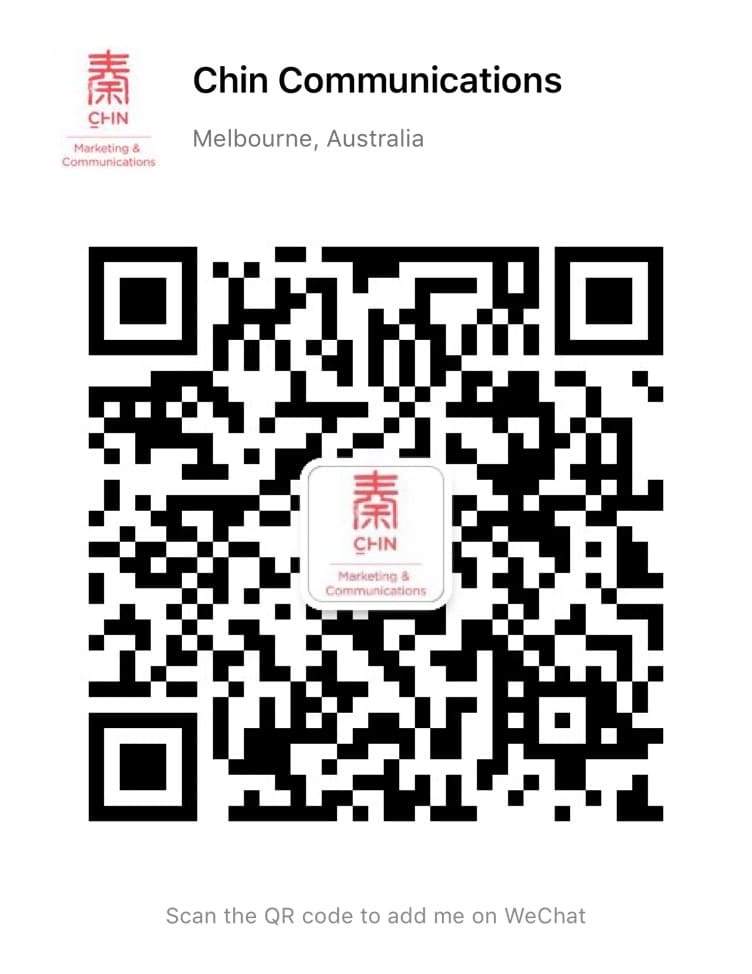 秦
CHIN
Marketing &
Communications
Chin Communications
Melbourne, Australia
秦
CHIN
Marketing &
Communications
Scan the QR code to add me on WeChat